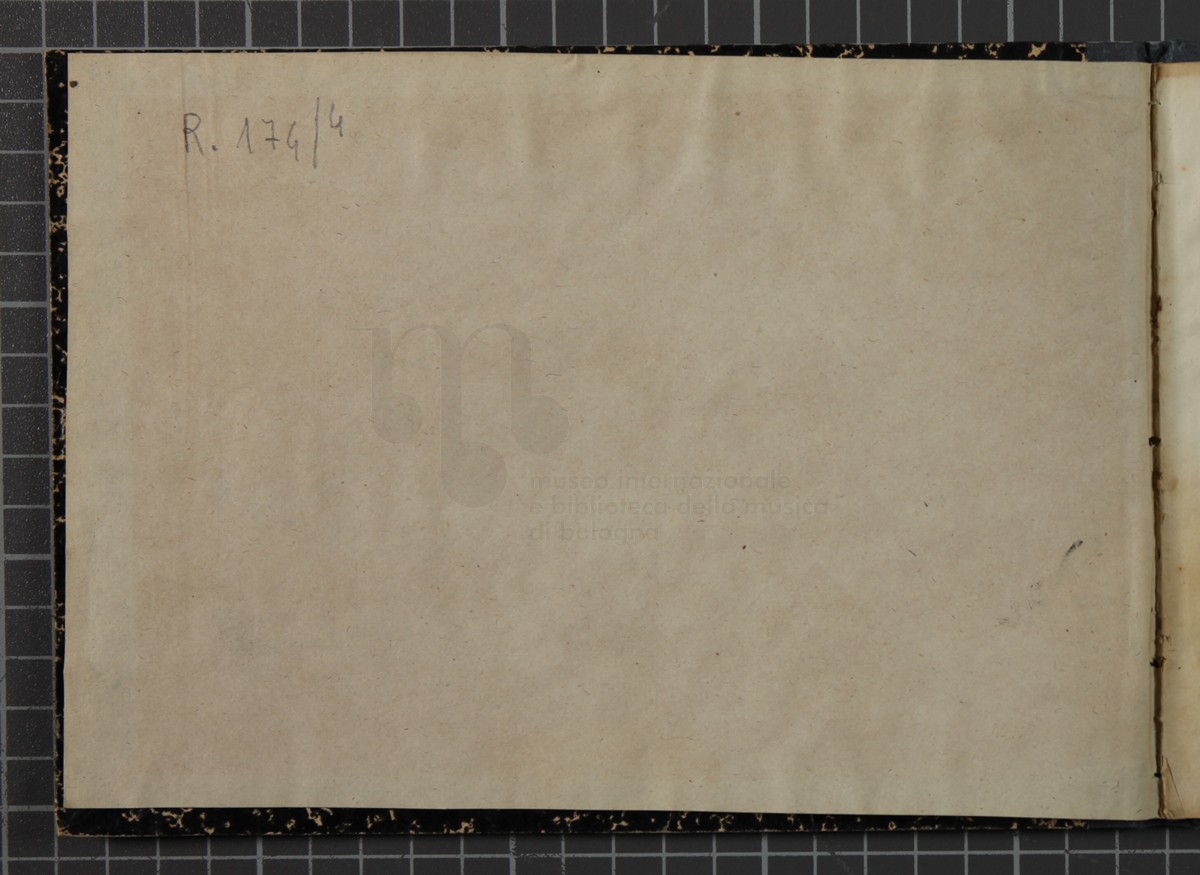 R. 174/4
museo internazionale
e biblioteca della musica
di bologna